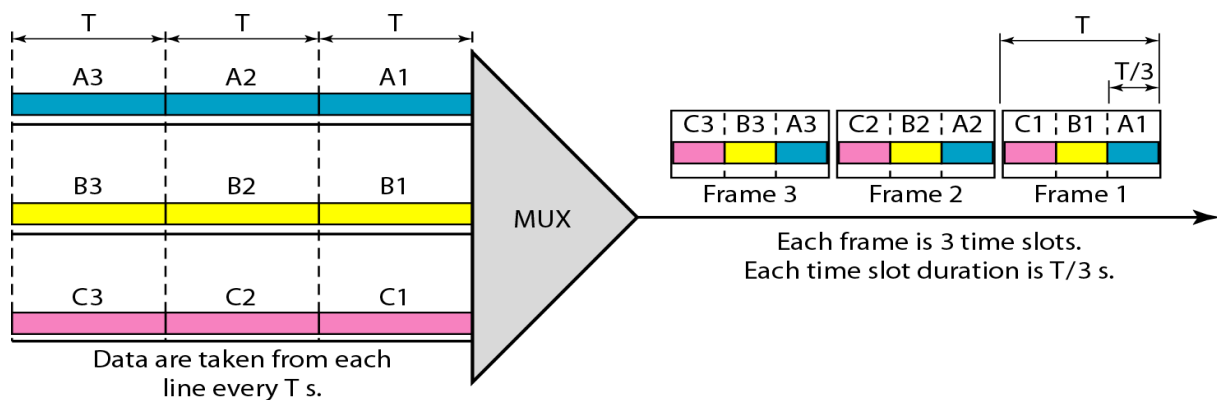 T T T
A3 A2 A1
B3 B2 B1
C3 C2 C1
Data are taken from each
line every T s.
MUX
T
T/3
C3 B3 A3 C2 B2 A2 C1 B1 A1
Frame 3 Frame 2 Frame 1
Each frame is 3 time slots.
Each time slot duration is T/3 s.